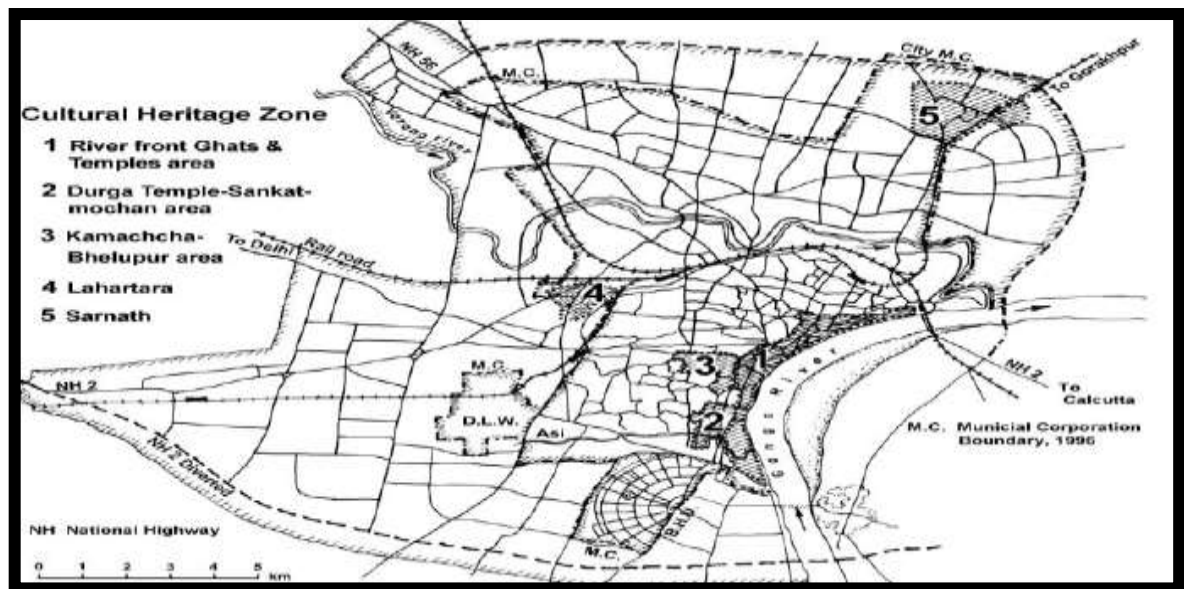 Cultural Heritage Zone
1 River front Ghats &
Temples area
2 Durga Temple-Sankat-
mochan area
3 Kamachcha-
Bhelupur area
4 Lahartara
5 Sarnath
NH 56
M.C.
City M.C.
To Gorakhpur
5
Varana river
To Delhi
Rail road
4
3
1
2
River
NH 2
To
Calcutta
M.C. Municial Corporation
Boundary, 1996
NH 2
M.C.
D.L.W.
Asi
NH 2 Diverted
B.H.U.
M.C.
NH National Highway
0 1 2 3 4 5
km